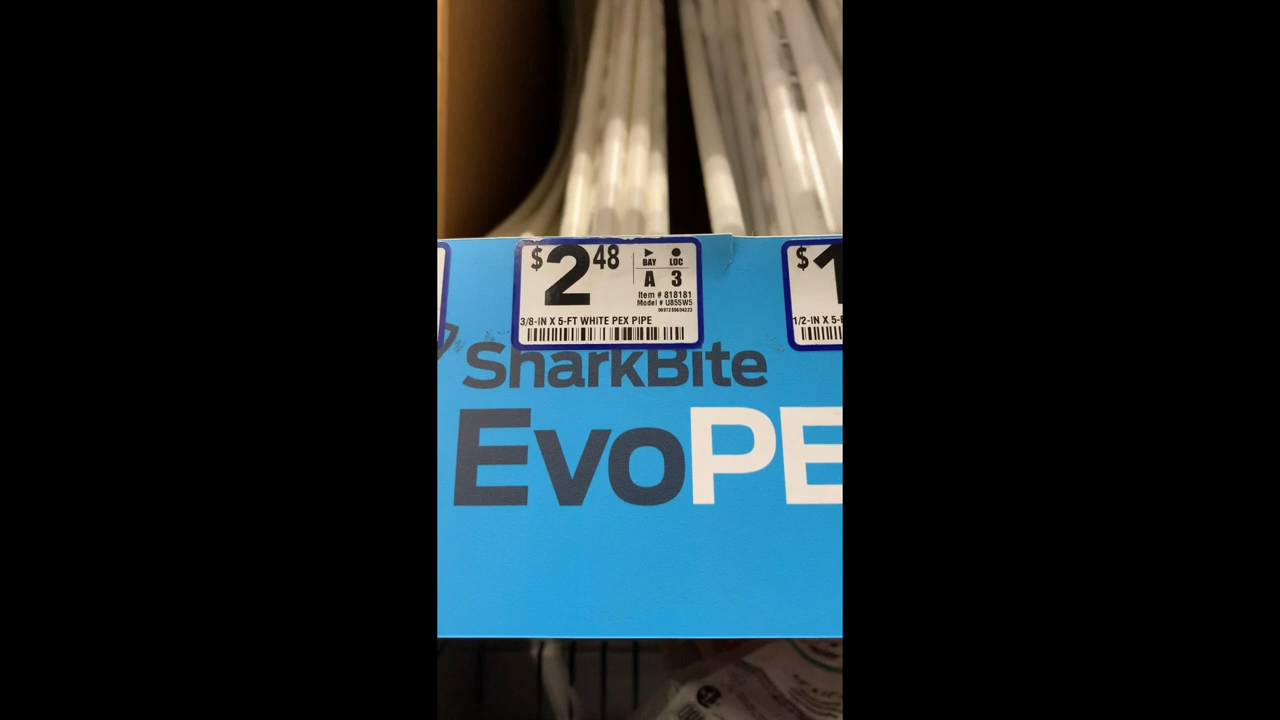 $2 48
BAY LOC
A 3
Item # 818181
Model # U855W5
3/8-IN X 5-FT WHITE PEX PIPE
$1
1/2-IN X 5-
SharkBite
EvoPE